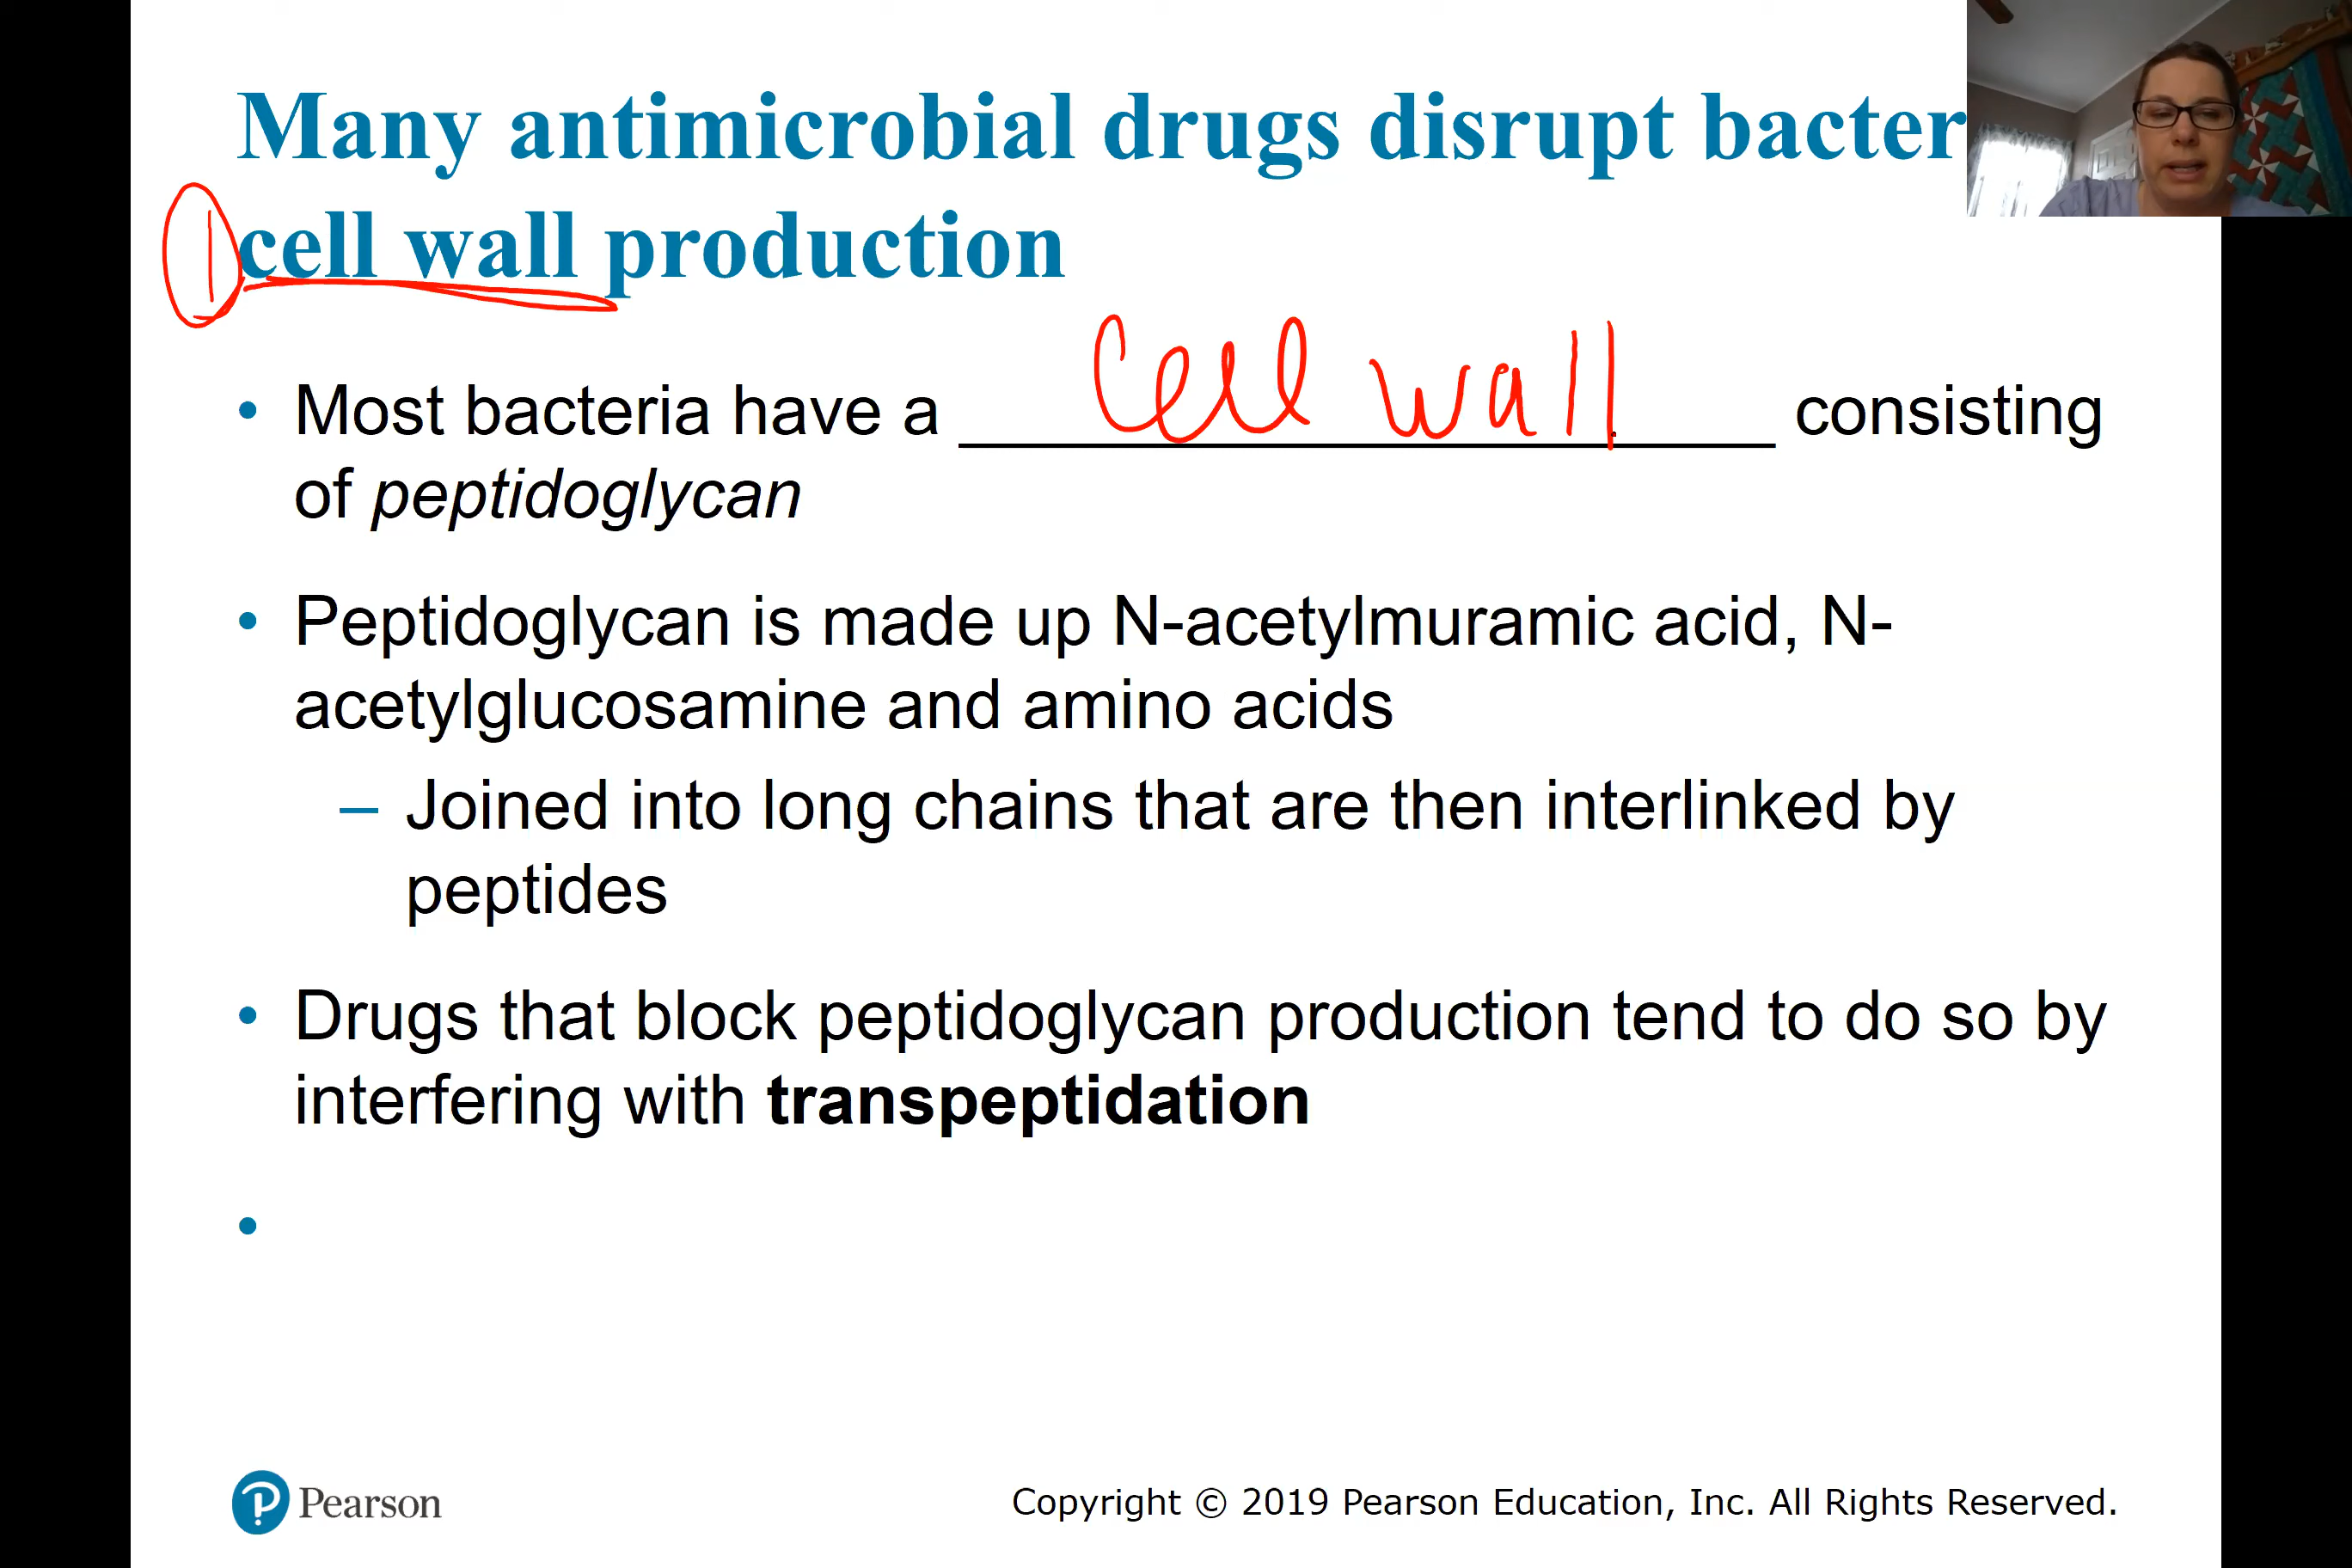 Many antimicrobial drugs disrupt bacter
1 cell wall production
• Most bacteria have a cell wall consisting
of peptidoglycan
• Peptidoglycan is made up N-acetylmuramic acid, N-
acetylglucosamine and amino acids
– Joined into long chains that are then interlinked by
peptides
• Drugs that block peptidoglycan production tend to do so by
interfering with transpeptidation
•
Pearson
Copyright © 2019 Pearson Education, Inc. All Rights Reserved.